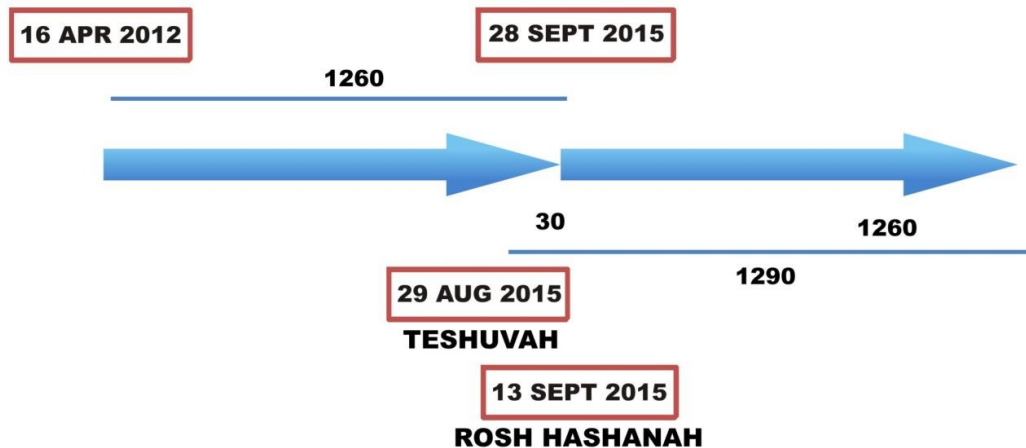 16 APR 2012
28 SEPT 2015
1260
30
1260
1290
29 AUG 2015
TESHUVAH
13 SEPT 2015
ROSH HASHANAH